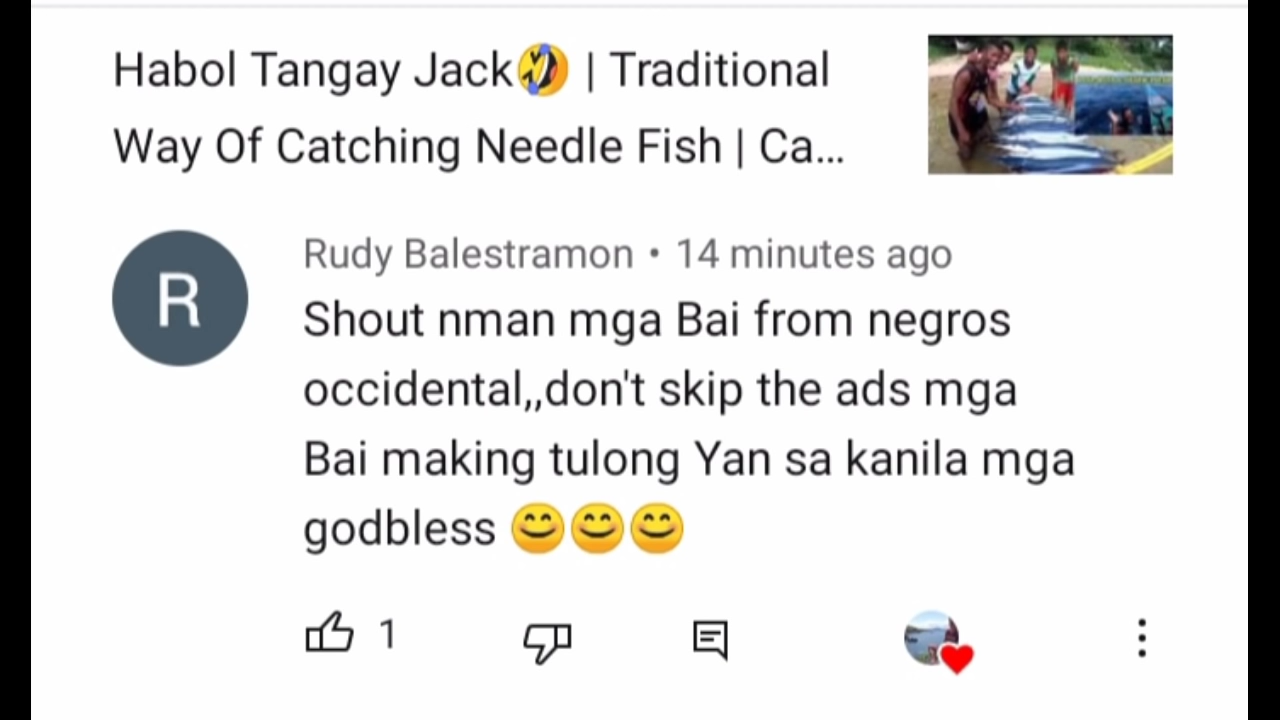 Habol Tangay Jack🤣 | Traditional
Way Of Catching Needle Fish | Ca...
R
Rudy Balestramon • 14 minutes ago
Shout nman mga Bai from negros
occidental,,don't skip the ads mga
Bai making tulong Yan sa kanila mga
godbless 😊😊😊
1